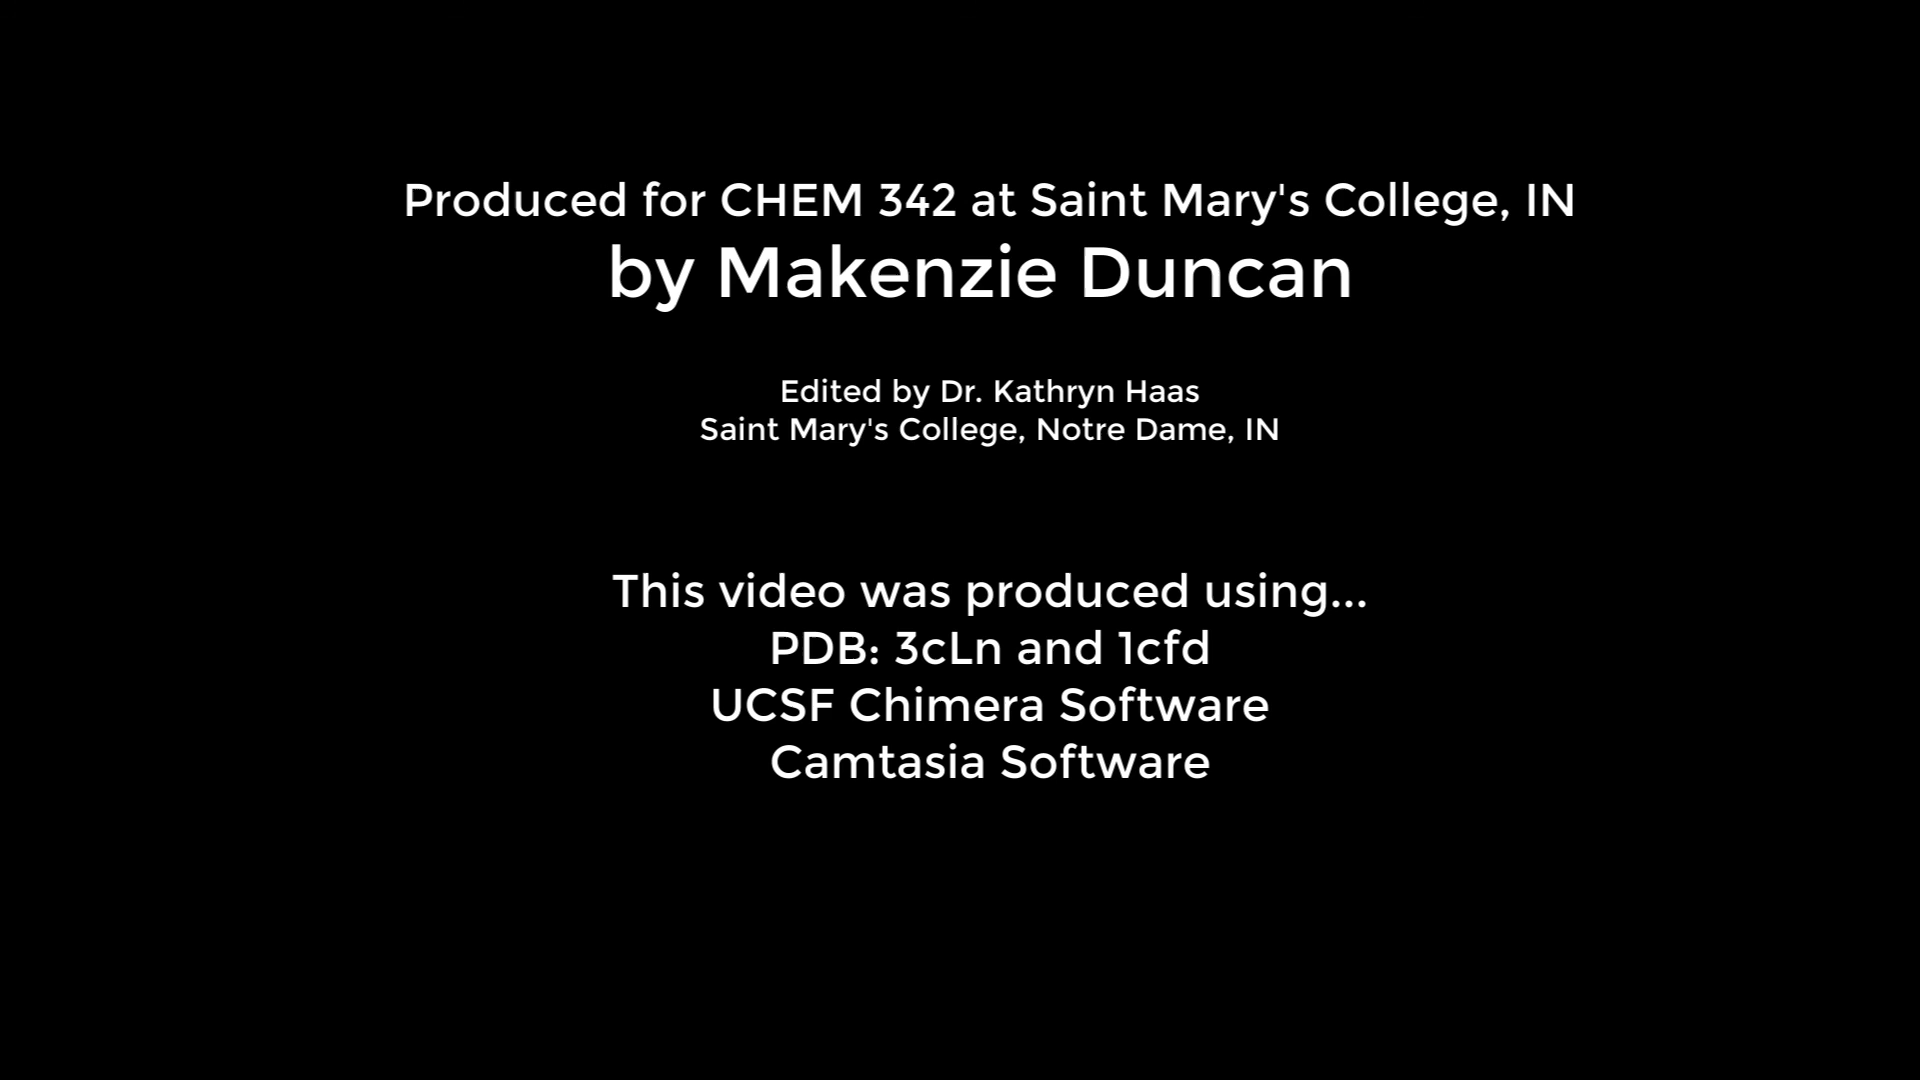 Produced for CHEM 342 at Saint Mary's College, IN
by Makenzie Duncan
Edited by Dr. Kathryn Haas
Saint Mary's College, Notre Dame, IN
This video was produced using...
PDB: 3cLn and 1cfd
UCSF Chimera Software
Camtasia Software